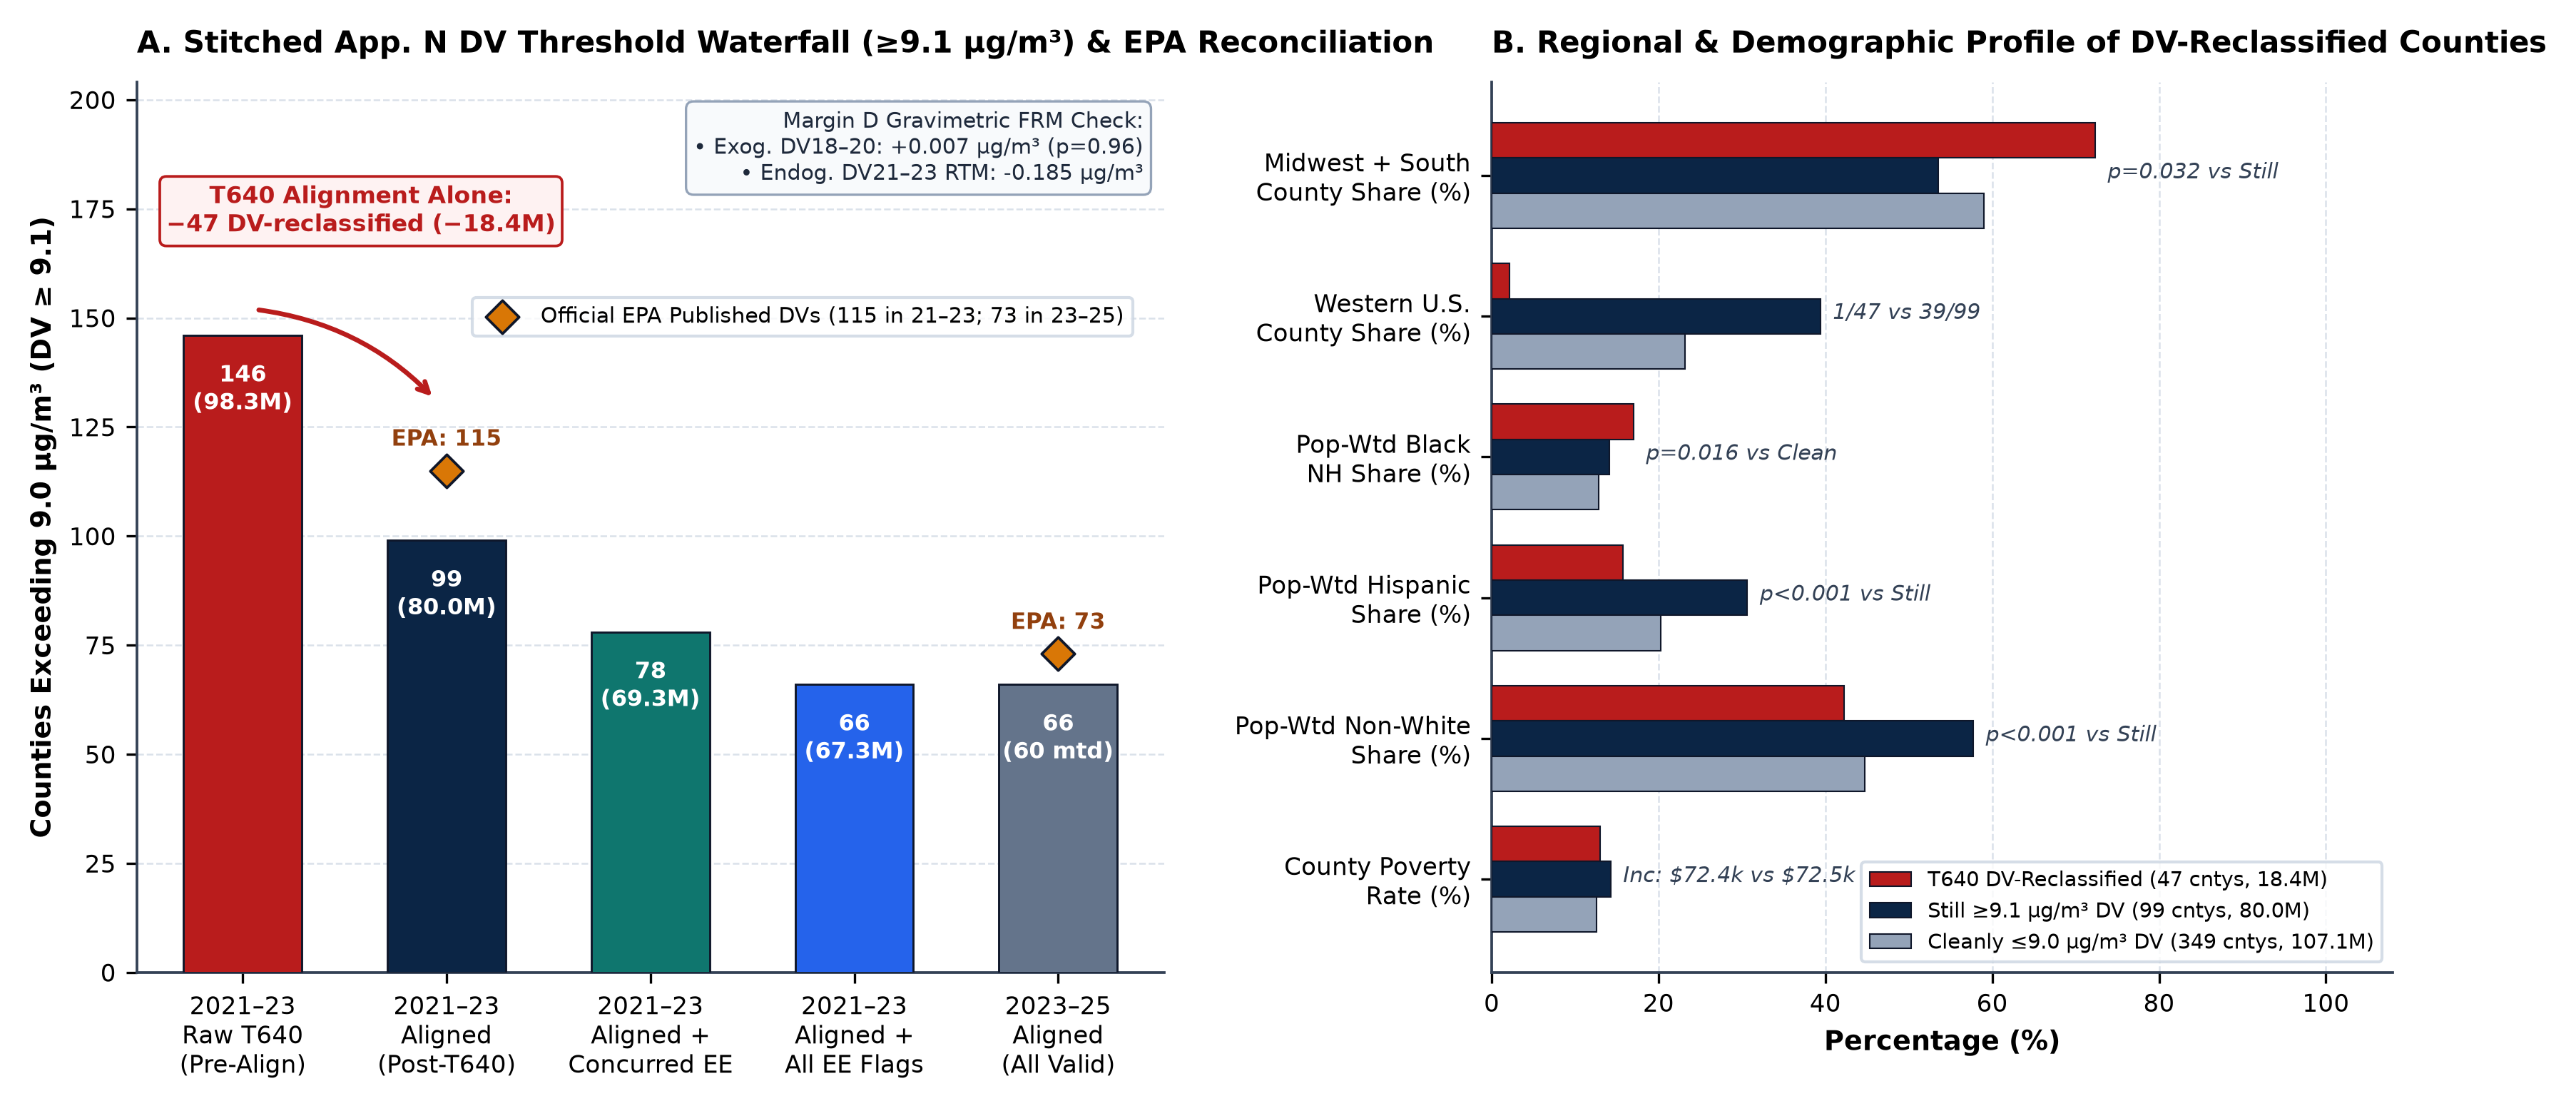 A. Stitched App. N DV Threshold Waterfall (≥9.1 µg/m³) & EPA Reconciliation
Counties Exceeding 9.0 µg/m³ (DV ≥ 9.1)
200
175
150
125
100
75
50
25
0
Margin D Gravimetric FRM Check:
• Exog. DV18–20: +0.007 µg/m³ (p=0.96)
• Endog. DV21–23 RTM: -0.185 µg/m³
T640 Alignment Alone:
−47 DV-reclassified (−18.4M)
Official EPA Published DVs (115 in 21–23; 73 in 23–25)
146
(98.3M)
EPA: 115
99
(80.0M)
78
(69.3M)
66
(67.3M)
EPA: 73
66
(60 mtd)
2021–23
Raw T640
(Pre-Align)
2021–23
Aligned
(Post-T640)
2021–23
Aligned +
Concurred EE
2021–23
Aligned +
All EE Flags
2023–25
Aligned
(All Valid)
B. Regional & Demographic Profile of DV-Reclassified Counties
Midwest + South
County Share (%)
p=0.032 vs Still
Western U.S.
County Share (%)
1/47 vs 39/99
Pop-Wtd Black
NH Share (%)
p=0.016 vs Clean
Pop-Wtd Hispanic
Share (%)
p<0.001 vs Still
Pop-Wtd Non-White
Share (%)
p<0.001 vs Still
County Poverty
Rate (%)
Inc: $72.4k vs $72.5k
T640 DV-Reclassified (47 cntys, 18.4M)
Still ≥9.1 µg/m³ DV (99 cntys, 80.0M)
Cleanly ≤9.0 µg/m³ DV (349 cntys, 107.1M)
0
20
40
60
80
100
Percentage (%)